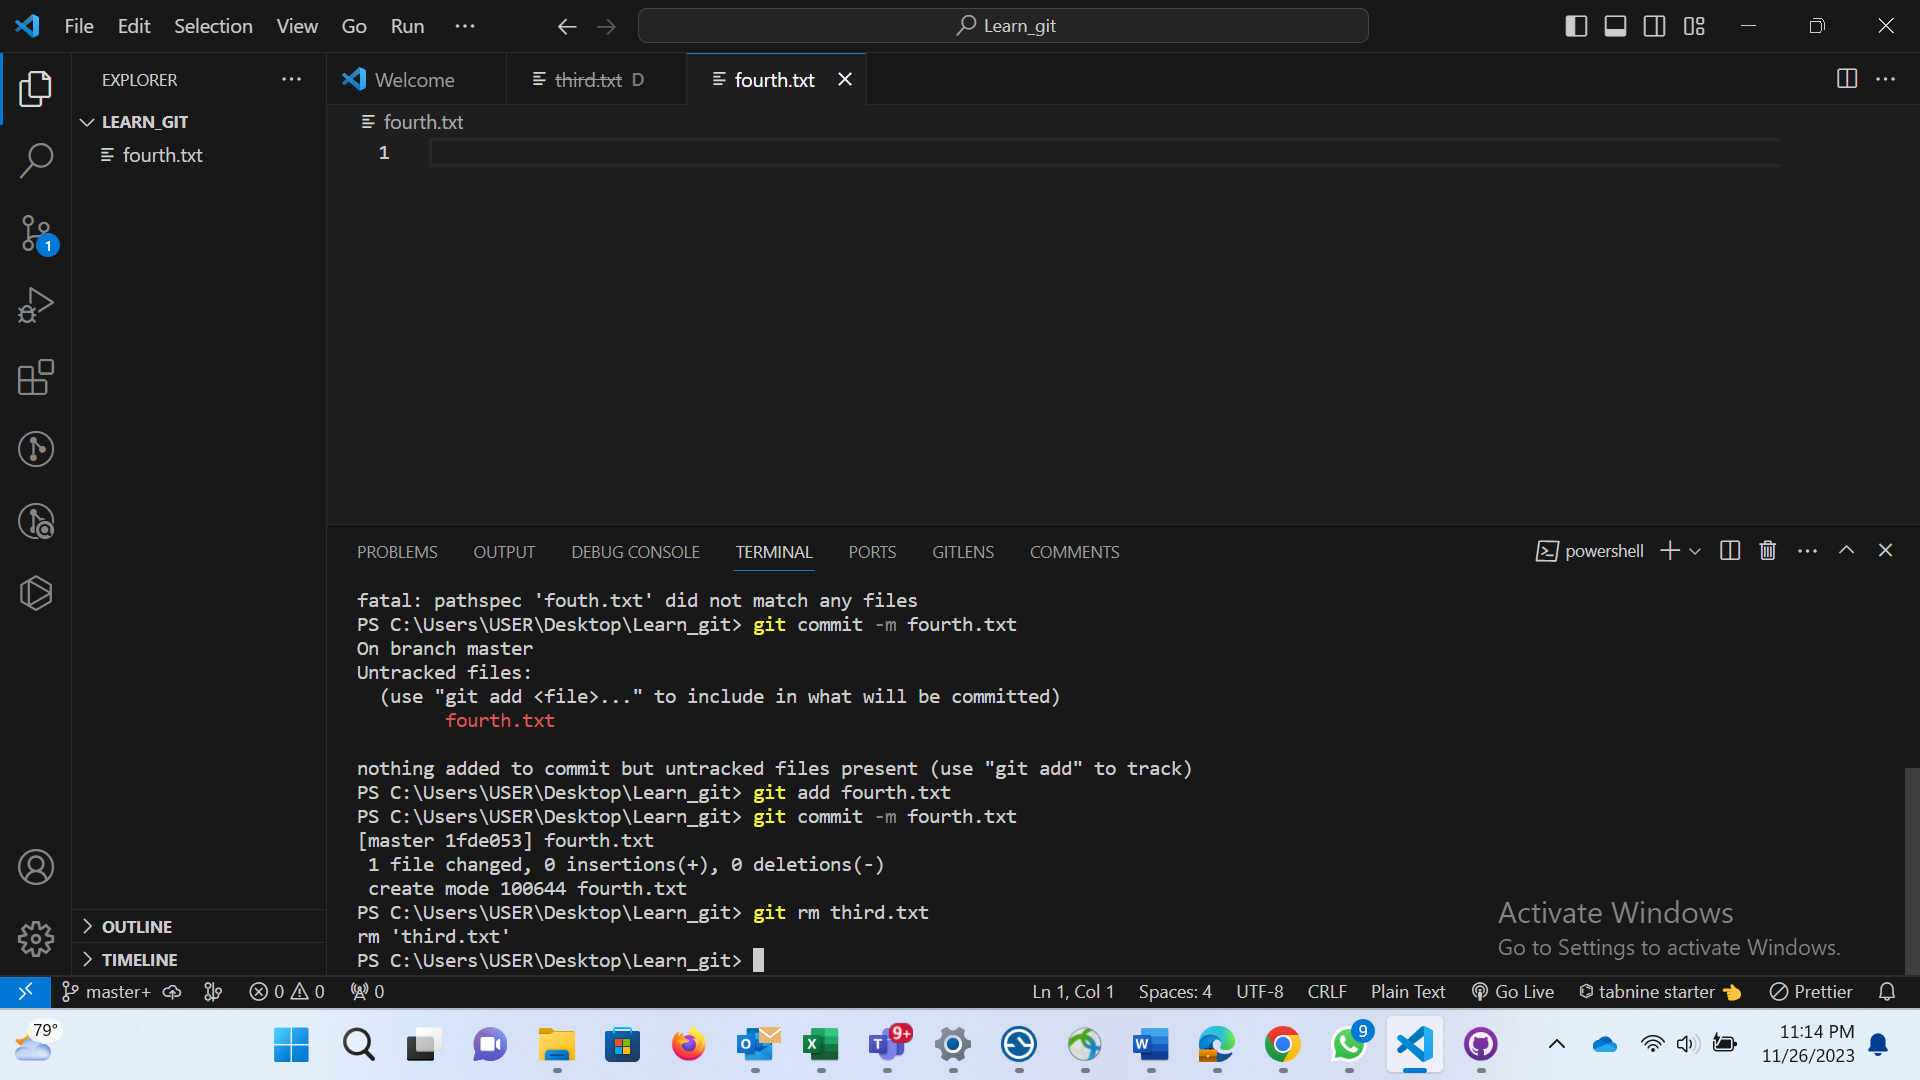 File Edit Selection View Go Run ···
Learn_git
EXPLORER ···
LEARN_GIT
fourth.txt
Welcome
third.txt D
fourth.txt
fourth.txt
1
1
PROBLEMS OUTPUT DEBUG CONSOLE TERMINAL PORTS GITLENS COMMENTS
powershell
fatal: pathspec 'fouth.txt' did not match any files
PS C:\Users\USER\Desktop\Learn_git> git commit -m fourth.txt
On branch master
Untracked files:
(use "git add <file>..." to include in what will be committed)
fourth.txt
nothing added to commit but untracked files present (use "git add" to track)
PS C:\Users\USER\Desktop\Learn_git> git add fourth.txt
PS C:\Users\USER\Desktop\Learn_git> git commit -m fourth.txt
[master 1fde053] fourth.txt
1 file changed, 0 insertions(+), 0 deletions(-)
create mode 100644 fourth.txt
PS C:\Users\USER\Desktop\Learn_git> git rm third.txt
rm 'third.txt'
PS C:\Users\USER\Desktop\Learn_git>
Activate Windows
Go to Settings to activate Windows.
OUTLINE
TIMELINE
master+ 0 0 0 Ln 1, Col 1 Spaces: 4 UTF-8 CRLF Plain Text Go Live tabnine starter Prettier
79°
9+
9
11:14 PM
11/26/2023